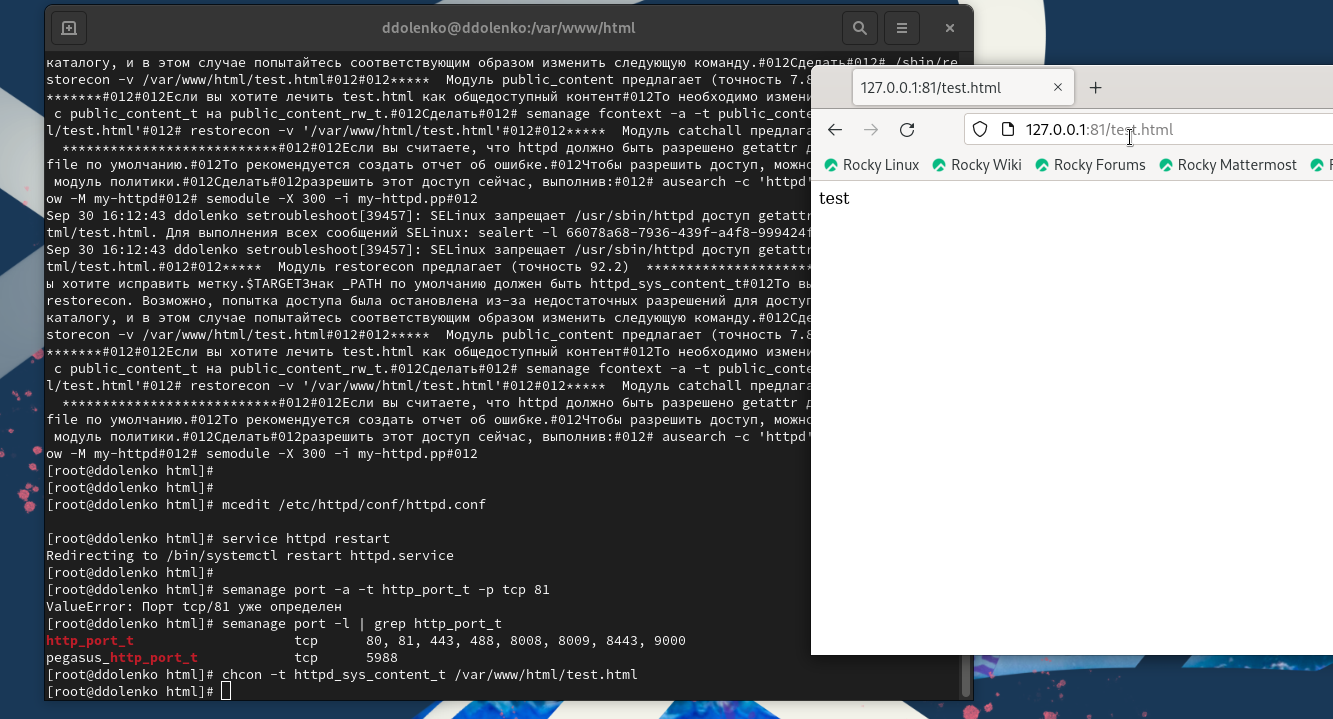 ddolenko@ddolenko:/var/www/html
каталогу, и в этом случае попытайтесь соответствующим образом изменить следующую команду.#012Сделать#012# /sbin/re
storecon -v /var/www/html/test.html#012#012*****  Модуль public_content предлагает (точность 7.8
*******#012#012Если вы хотите лечить test.html как общедоступный контент#012То необходимо измени
 с public_content_t на public_content_rw_t.#012Сделать#012# semanage fcontext -a -t public_conte
l/test.html'#012# restorecon -v '/var/www/html/test.html'#012#012*****  Модуль catchall предлага
  **************************#012#012Если вы считаете, что httpd должно быть разрешено getattr д
file по умолчанию.#012То рекомендуется создать отчет об ошибке.#012Чтобы разрешить доступ, можно
 модуль политики.#012Сделать#012разрешить этот доступ сейчас, выполнив:#012# ausearch -c 'httpd'
ow -M my-httpd#012# semodule -X 300 -i my-httpd.pp#012
Sep 30 16:12:43 ddolenko setroubleshoot[39457]: SELinux запрещает /usr/sbin/httpd доступ getattr
tml/test.html. Для выполнения всех сообщений SELinux: sealert -l 66078a68-7936-439f-a4f8-999424f
Sep 30 16:12:43 ddolenko setroubleshoot[39457]: SELinux запрещает /usr/sbin/httpd доступ getattr
tml/test.html.#012#012*****  Модуль restorecon предлагает (точность 92.2)  *********************
ы хотите исправить метку.$TARGETЗнак _PATH по умолчанию должен быть httpd_sys_content_t#012То вы
restorecon. Возможно, попытка доступа была остановлена из-за недостаточных разрешений для доступ
каталогу, и в этом случае попытайтесь соответствующим образом изменить следующую команду.#012Сде
storecon -v /var/www/html/test.html#012#012*****  Модуль public_content предлагает (точность 7.8
*******#012#012Если вы хотите лечить test.html как общедоступный контент#012То необходимо измени
 с public_content_t на public_content_rw_t.#012Сделать#012# semanage fcontext -a -t public_conte
l/test.html'#012# restorecon -v '/var/www/html/test.html'#012#012*****  Модуль catchall предлага
  **************************#012#012Если вы считаете, что httpd должно быть разрешено getattr д
file по умолчанию.#012То рекомендуется создать отчет об ошибке.#012Чтобы разрешить доступ, можно
 модуль политики.#012Сделать#012разрешить этот доступ сейчас, выполнив:#012# ausearch -c 'httpd'
ow -M my-httpd#012# semodule -X 300 -i my-httpd.pp#012
[root@ddolenko html]#
[root@ddolenko html]#
[root@ddolenko html]# mcedit /etc/httpd/conf/httpd.conf
[root@ddolenko html]# service httpd restart
Redirecting to /bin/systemctl restart httpd.service
[root@ddolenko html]#
[root@ddolenko html]# semanage port -a -t http_port_t -p tcp 81
ValueError: Порт tcp/81 уже определен
[root@ddolenko html]# semanage port -l | grep http_port_t
http_port_t                    tcp      80, 81, 443, 488, 8008, 8009, 8443, 9000
pegasus_http_port_t            tcp      5988
[root@ddolenko html]# chcon -t httpd_sys_content_t /var/www/html/test.html
[root@ddolenko html]#
127.0.0.1:81/test.html
127.0.0.1:81/test.html
Rocky Linux Rocky Wiki Rocky Forums Rocky Mattermost
test